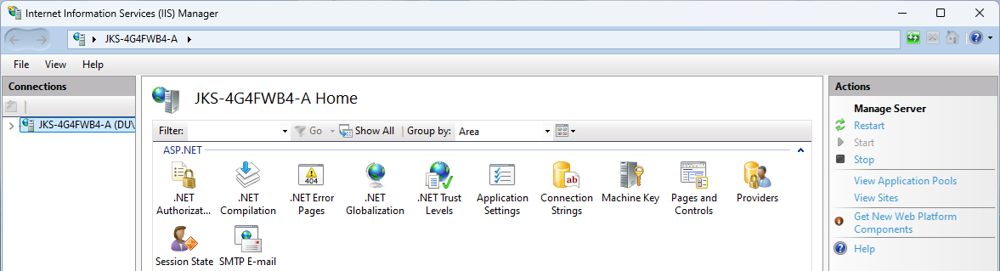 Internet Information Services (IIS) Manager
JKS-4G4FWB4-A
File View Help
Connections
JKS-4G4FWB4-A (DU\
JKS-4G4FWB4-A Home
Filter: Go Show All Group by: Area
ASP.NET
.NET Authorizat...
.NET Compilation
.NET Error Pages
404
.NET Globalization
.NET Trust Levels
Application Settings
Connection Strings
ab
Machine Key
Pages and Controls
Providers
Session State
SMTP E-mail
Actions
Manage Server
Restart
Start
Stop
View Application Pools
View Sites
Get New Web Platform
Components
Help